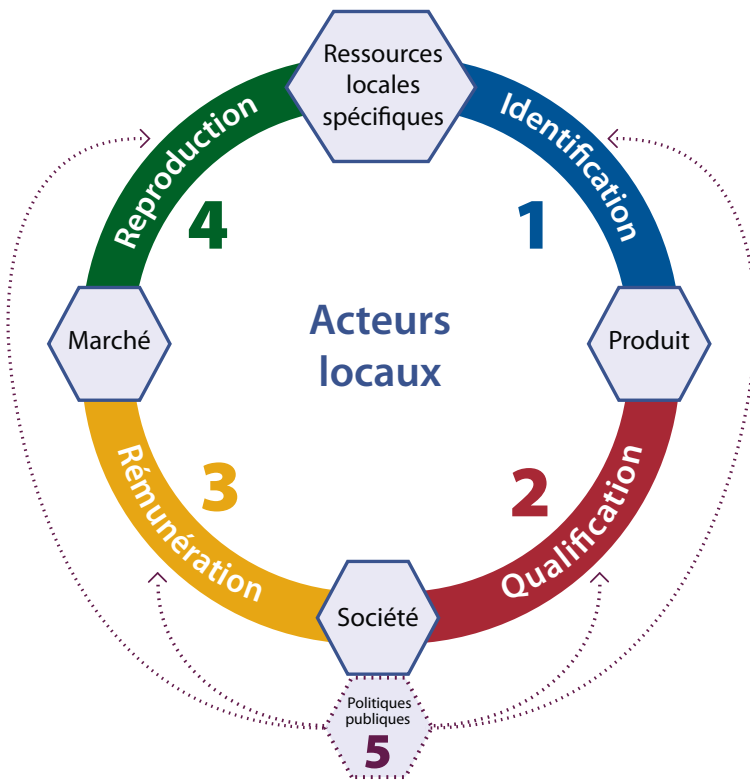 Ressources
locales
spécifiques
Identification
1
Produit
Qualification
2
Société
Rémunération
3
Marché
Reproduction
4
Acteurs
locaux
Politiques
publiques
5